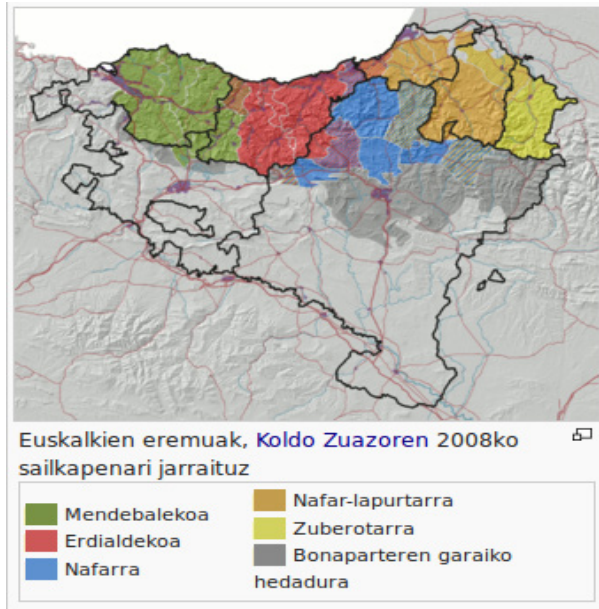 Euskalkien eremuak, Koldo Zuazoren 2008ko
sailkapenari jarraituz
Mendebalekoa
Erdialdekoa
Nafarra
Nafar-lapurtarra
Zuberotarra
Bonaparteren garaiko
hedadura